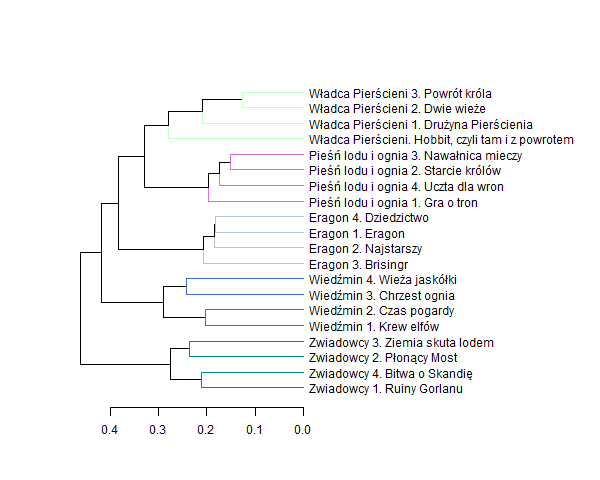 Władca Pierścieni 3. Powrót króla
Władca Pierścieni 2. Dwie wieże
Władca Pierścieni 1. Drużyna Pierścienia
Władca Pierścieni. Hobbit, czyli tam i z powrotem
Pieśń lodu i ognia 3. Nawałnica mieczy
Pieśń lodu i ognia 2. Starcie królów
Pieśń lodu i ognia 4. Uczta dla wron
Pieśń lodu i ognia 1. Gra o tron
Eragon 4. Dziedzictwo
Eragon 1. Eragon
Eragon 2. Najstarszy
Eragon 3. Brisingr
Wiedźmin 4. Wieża jaskółki
Wiedźmin 3. Chrzest ognia
Wiedźmin 2. Czas pogardy
Wiedźmin 1. Krew elfów
Zwiadowcy 3. Ziemia skuta lodem
Zwiadowcy 2. Płonący Most
Zwiadowcy 4. Bitwa o Skandię
Zwiadowcy 1. Ruiny Gorlanu
0.4 0.3 0.2 0.1 0.0